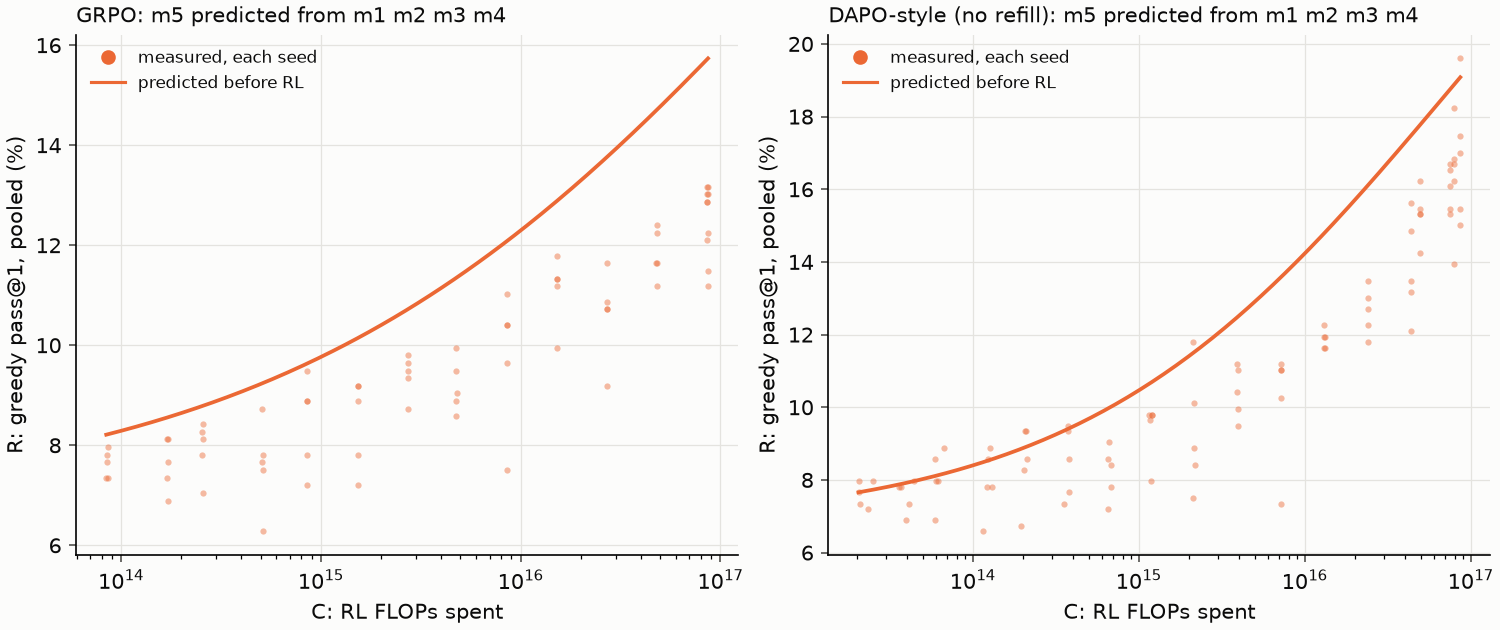 GRPO: m5 predicted from m1 m2 m3 m4
measured, each seed
predicted before RL
R: greedy pass@1, pooled (%)
16
14
12
10
8
6
10^14
10^15
10^16
10^17
C: RL FLOPs spent
DAPO-style (no refill): m5 predicted from m1 m2 m3 m4
measured, each seed
predicted before RL
R: greedy pass@1, pooled (%)
20
18
16
14
12
10
8
6
10^14
10^15
10^16
10^17
C: RL FLOPs spent